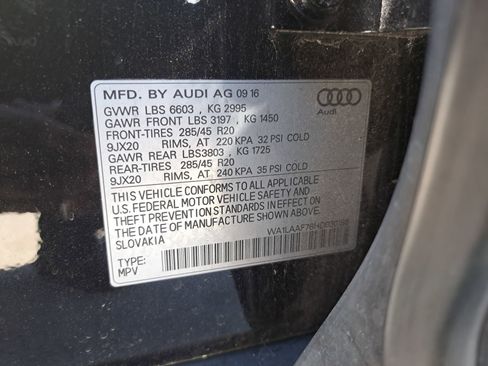 MFD. BY AUDI AG 09 16
GVWR LBS 6603 , KG 2995
GAWR FRONT LBS 3197 , KG 1450
FRONT-TIRES 285/45 R20
9JX20 RIMS, AT 220 KPA 32 PSI COLD
GAWR REAR LBS3803 , KG 1725
REAR-TIRES 285/45 R20
9JX20 RIMS, AT 240 KPA 35 PSI COLD
THIS VEHICLE CONFORMS TO ALL APPLICABLE
U.S. FEDERAL MOTOR VEHICLE SAFETY AND
THEFT PREVENTION STANDARDS IN EFFECT ON
THE DATE OF MANUFACTURE SHOWN ABOVE.
SLOVAKIA
TYPE:
MPV
Audi